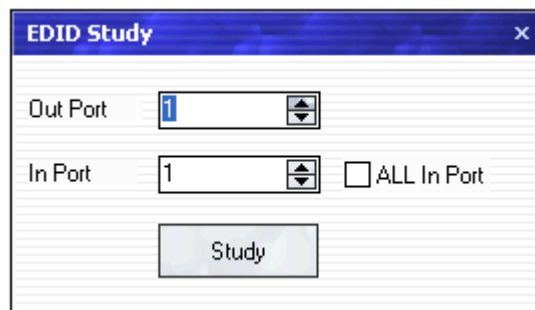 EDID Study
Out Port 1
In Port 1 ALL In Port
Study